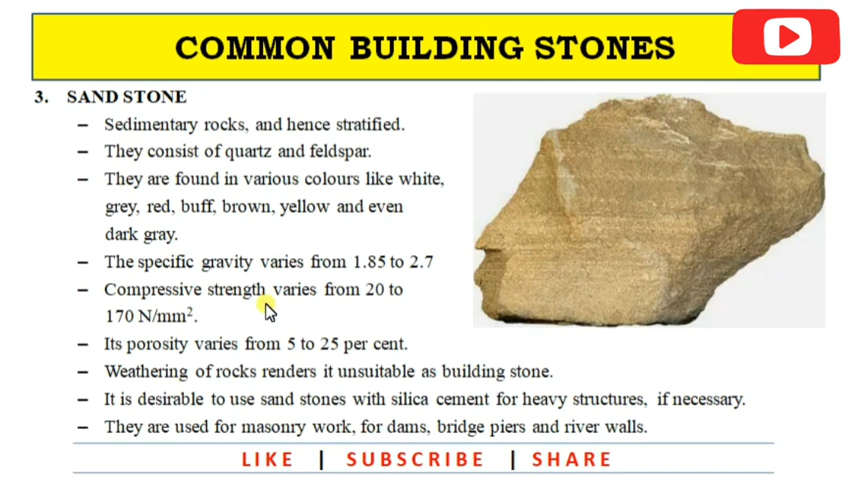 COMMON BUILDING STONES
3. SAND STONE
– Sedimentary rocks, and hence stratified.
– They consist of quartz and feldspar.
– They are found in various colours like white,
grey, red, buff, brown, yellow and even
dark gray.
– The specific gravity varies from 1.85 to 2.7
– Compressive strength varies from 20 to
170 N/mm².
– Its porosity varies from 5 to 25 per cent.
– Weathering of rocks renders it unsuitable as building stone.
– It is desirable to use sand stones with silica cement for heavy structures, if necessary.
– They are used for masonry work, for dams, bridge piers and river walls.
LIKE | SUBSCRIBE | SHARE